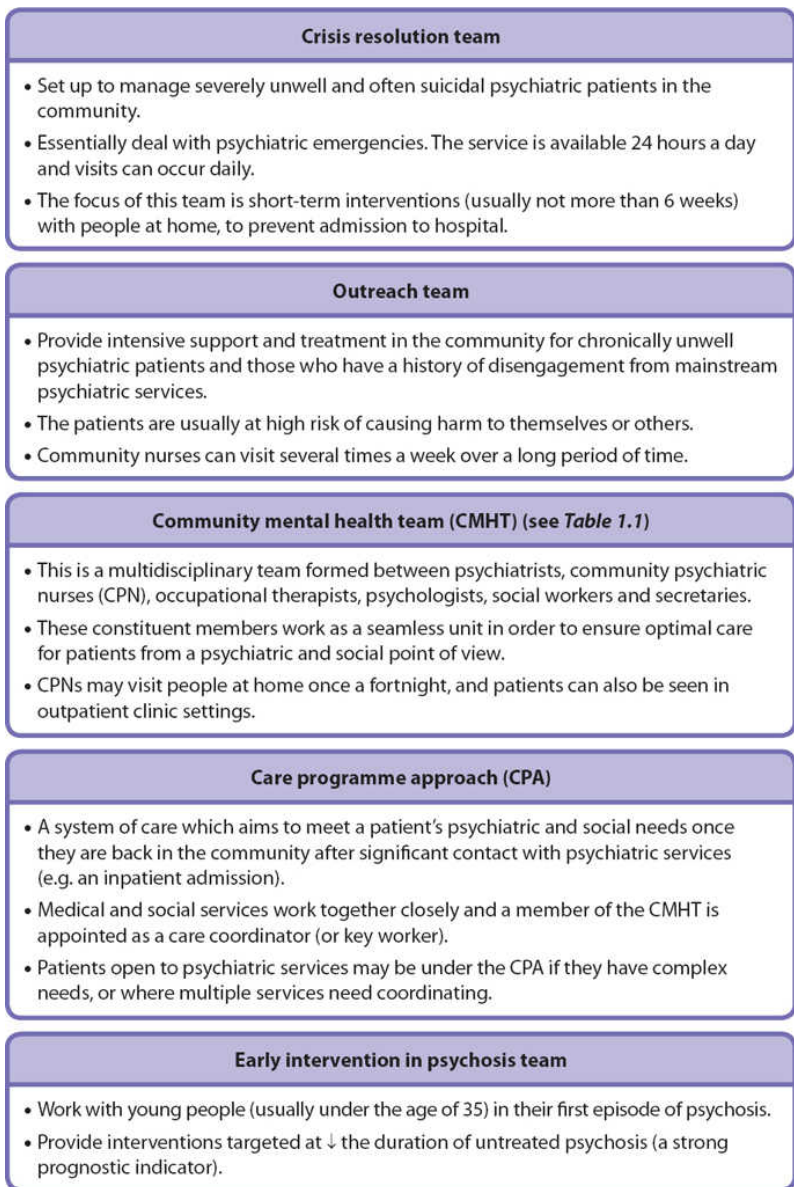 Crisis resolution team
• Set up to manage severely unwell and often suicidal psychiatric patients in the
community.
• Essentially deal with psychiatric emergencies. The service is available 24 hours a day
and visits can occur daily.
• The focus of this team is short-term interventions (usually not more than 6 weeks)
with people at home, to prevent admission to hospital.
Outreach team
• Provide intensive support and treatment in the community for chronically unwell
psychiatric patients and those who have a history of disengagement from mainstream
psychiatric services.
• The patients are usually at high risk of causing harm to themselves or others.
• Community nurses can visit several times a week over a long period of time.
Community mental health team (CMHT) (see Table 1.1)
• This is a multidisciplinary team formed between psychiatrists, community psychiatric
nurses (CPN), occupational therapists, psychologists, social workers and secretaries.
• These constituent members work as a seamless unit in order to ensure optimal care
for patients from a psychiatric and social point of view.
• CPNs may visit people at home once a fortnight, and patients can also be seen in
outpatient clinic settings.
Care programme approach (CPA)
• A system of care which aims to meet a patient's psychiatric and social needs once
they are back in the community after significant contact with psychiatric services
(e.g. an inpatient admission).
• Medical and social services work together closely and a member of the CMHT is
appointed as a care coordinator (or key worker).
• Patients open to psychiatric services may be under the CPA if they have complex
needs, or where multiple services need coordinating.
Early intervention in psychosis team
• Work with young people (usually under the age of 35) in their first episode of psychosis.
• Provide interventions targeted at ↓ the duration of untreated psychosis (a strong
prognostic indicator).